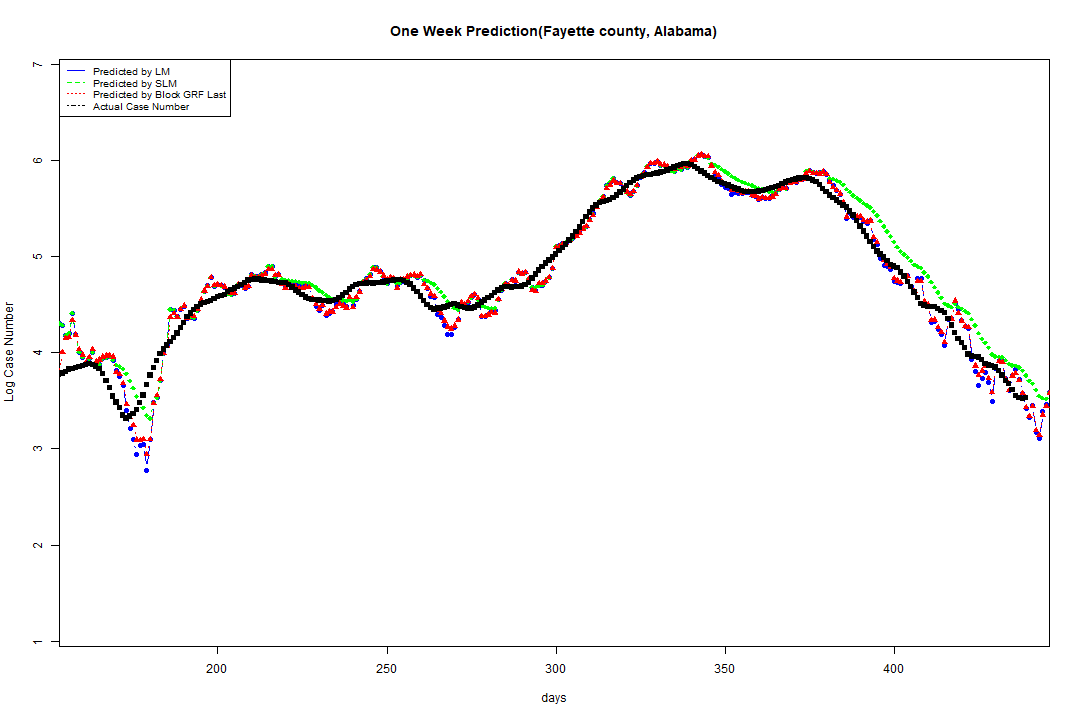 One Week Prediction(Fayette county, Alabama)
Predicted by LM
Predicted by SLM
Predicted by Block GRF Last
Actual Case Number
7
6
5
4
3
2
1
Log Case Number
200
250
300
350
400
days